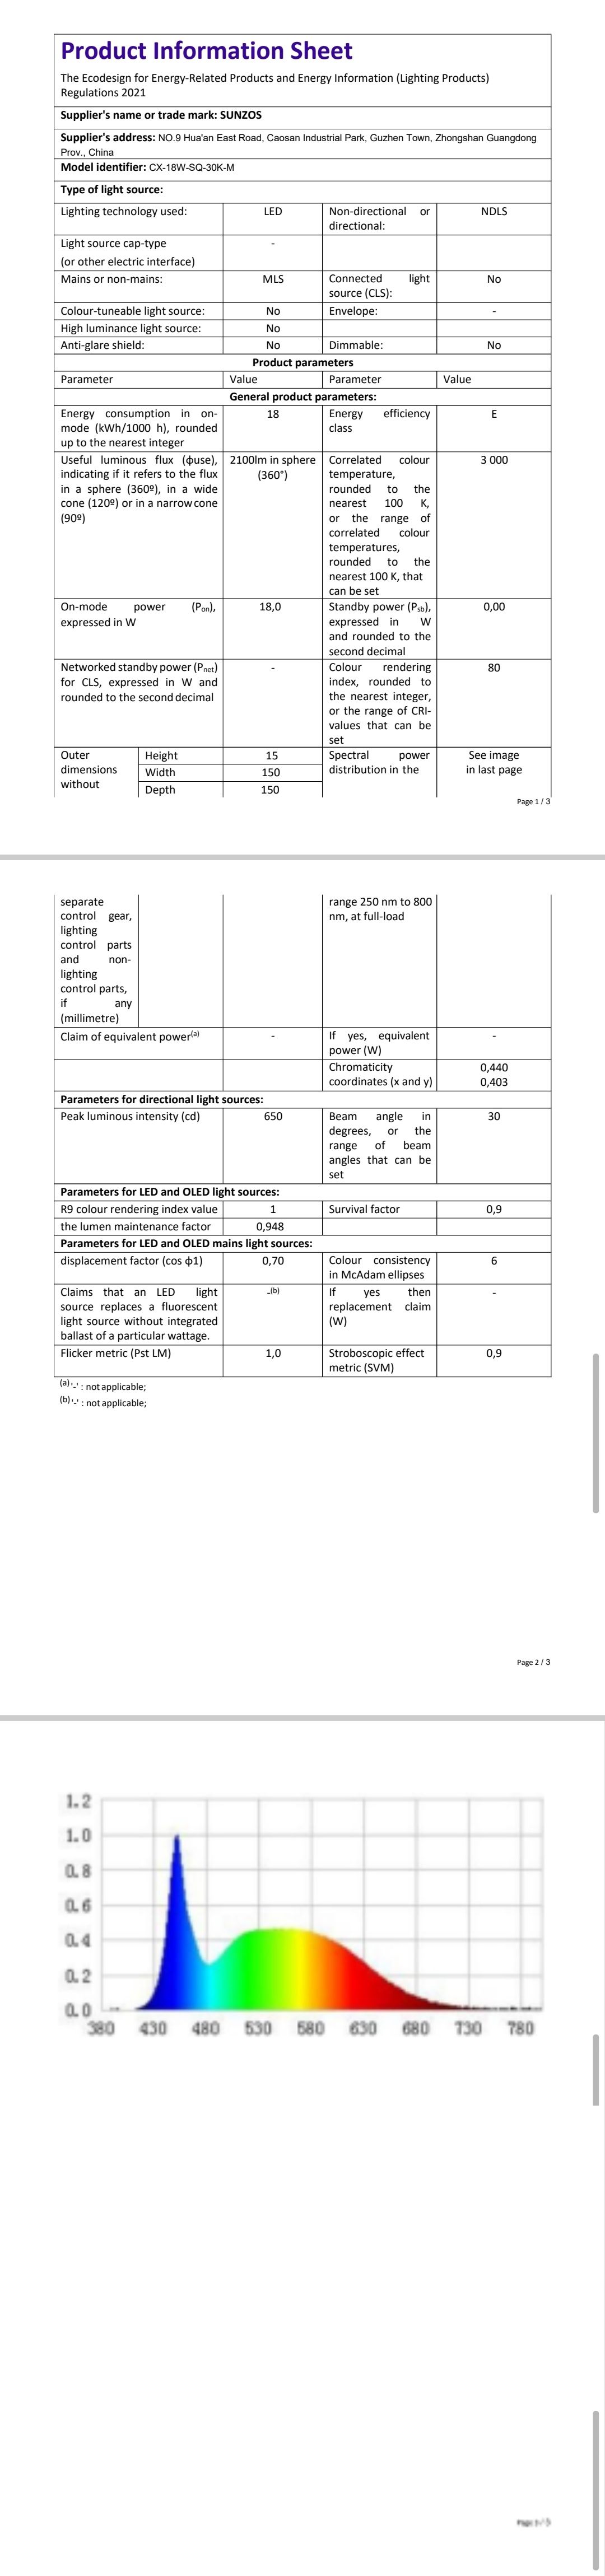 Product Information Sheet
The Ecodesign for Energy-Related Products and Energy Information (Lighting Products)
Regulations 2021
Supplier's name or trade mark: SUNZOS
Supplier's address: NO.9 Hua'an East Road, Caosan Industrial Park, Guzhen Town, Zhongshan Guangdong
Prov., China
Model identifier: CX-18W-SQ-30K-M
Type of light source:
Lighting technology used:
LED
Non-directional or
directional:
NDLS
Light source cap-type
(or other electric interface)
-
Mains or non-mains:
MLS
Connected light
source (CLS):
No
Colour-tuneable light source:
No
Envelope:
-
High luminance light source:
No
Anti-glare shield:
No
Dimmable:
No
Product parameters
Parameter
Value
Parameter
Value
General product parameters:
Energy consumption in on-
mode (kWh/1000 h), rounded
up to the nearest integer
18
Energy efficiency
class
E
Useful luminous flux (φuse),
indicating if it refers to the flux
in a sphere (360º), in a wide
cone (120º) or in a narrow cone
(90º)
2100lm in sphere
(360°)
Correlated colour
temperature,
rounded to the
nearest 100 K,
or the range of
correlated colour
temperatures,
rounded to the
nearest 100 K, that
can be set
3 000
On-mode power (Pon),
expressed in W
18,0
Standby power (Psb),
expressed in W
and rounded to the
second decimal
0,00
Networked standby power (Pnet)
for CLS, expressed in W and
rounded to the second decimal
-
Colour rendering
index, rounded to
the nearest integer,
or the range of CRI-
values that can be
set
80
Outer
dimensions
without
Height
15
Width
150
Depth
150
Spectral power
distribution in the
See image
in last page
Page 1 / 3
separate
control gear,
lighting
control parts
and non-
lighting
control parts,
if any
(millimetre)
range 250 nm to 800
nm, at full-load
Claim of equivalent power(a)
-
If yes, equivalent
power (W)
-
Chromaticity
coordinates (x and y)
0,440
0,403
Parameters for directional light sources:
Peak luminous intensity (cd)
650
Beam angle in
degrees, or the
range of beam
angles that can be
set
30
Parameters for LED and OLED light sources:
R9 colour rendering index value
1
Survival factor
0,9
the lumen maintenance factor
0,948
Parameters for LED and OLED mains light sources:
displacement factor (cos φ1)
0,70
Colour consistency
in McAdam ellipses
6
Claims that an LED light
source replaces a fluorescent
light source without integrated
ballast of a particular wattage.
-(b)
If yes then
replacement claim
(W)
-
Flicker metric (Pst LM)
1,0
Stroboscopic effect
metric (SVM)
0,9
(a)'-' : not applicable;
(b)'-' : not applicable;
Page 2 / 3
1.2
1.0
0.8
0.6
0.4
0.2
0.0
380 430 480 530 580 630 680 730 780